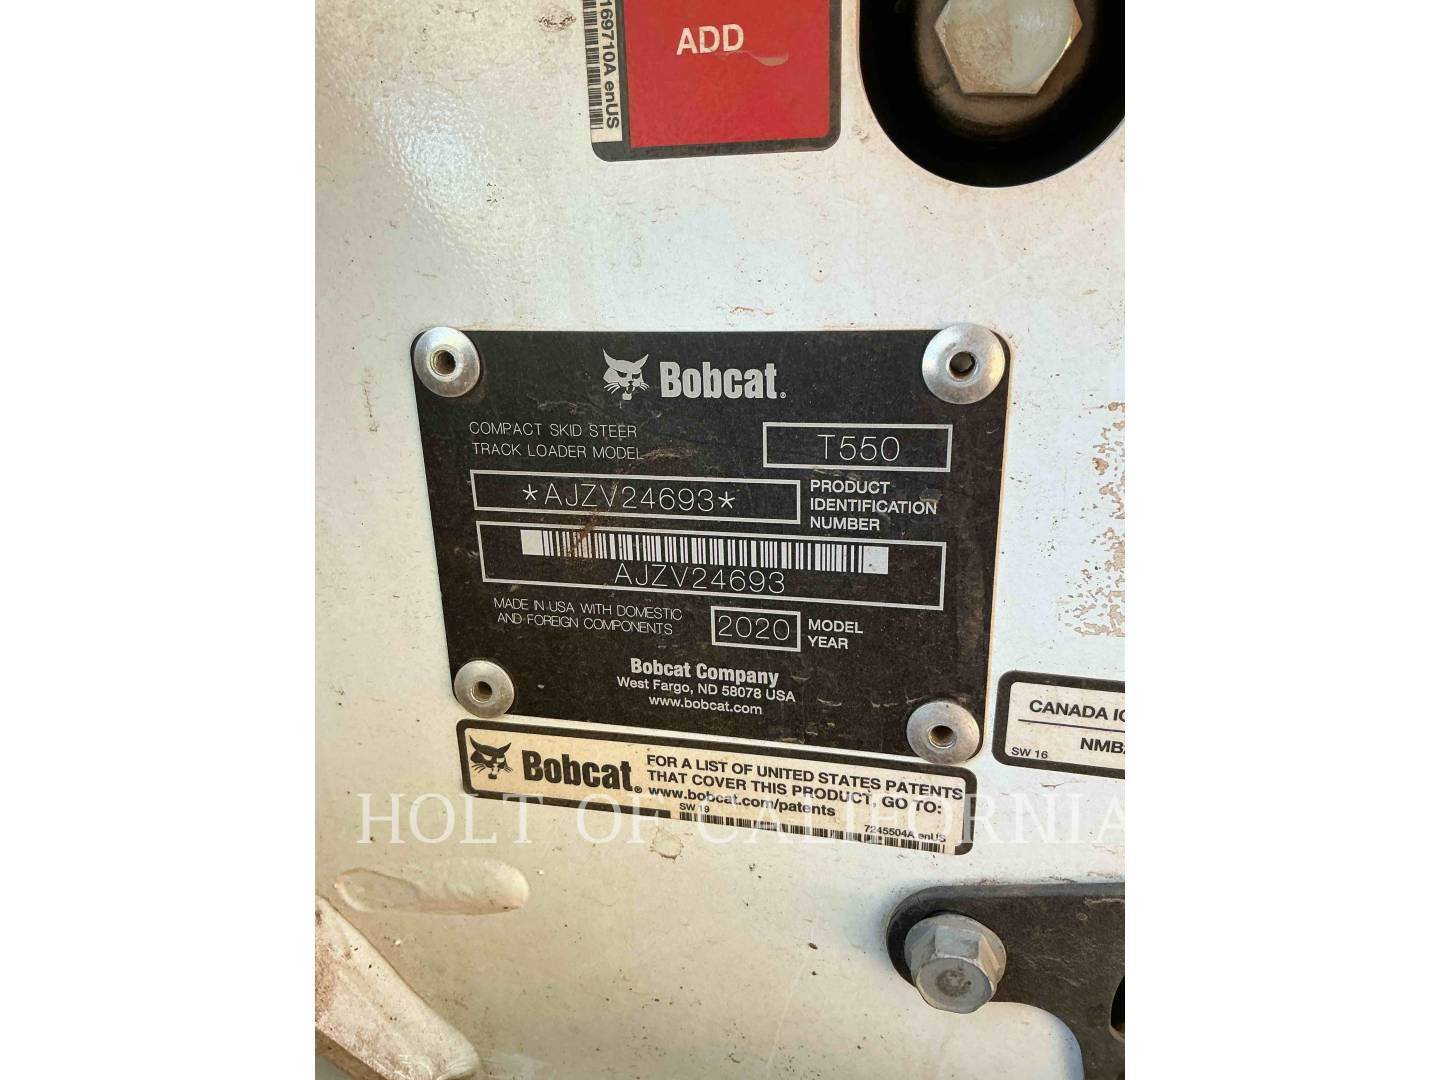 ADD
169710A enUS
Bobcat®
COMPACT SKID STEER
TRACK LOADER MODEL
T550
*AJZV24693*
PRODUCT
IDENTIFICATION
NUMBER
AJZV24693
MADE IN USA WITH DOMESTIC
AND FOREIGN COMPONENTS
2020
MODEL
YEAR
Bobcat Company
West Fargo, ND 58078 USA
www.bobcat.com
CANADA
SW 16
Bobcat®
FOR A LIST OF UNITED STATES PATENTS
THAT COVER THIS PRODUCT, GO TO:
www.bobcat.com/patents
SW 19
7245504A enUS
HOLT OF CALIFORNIA